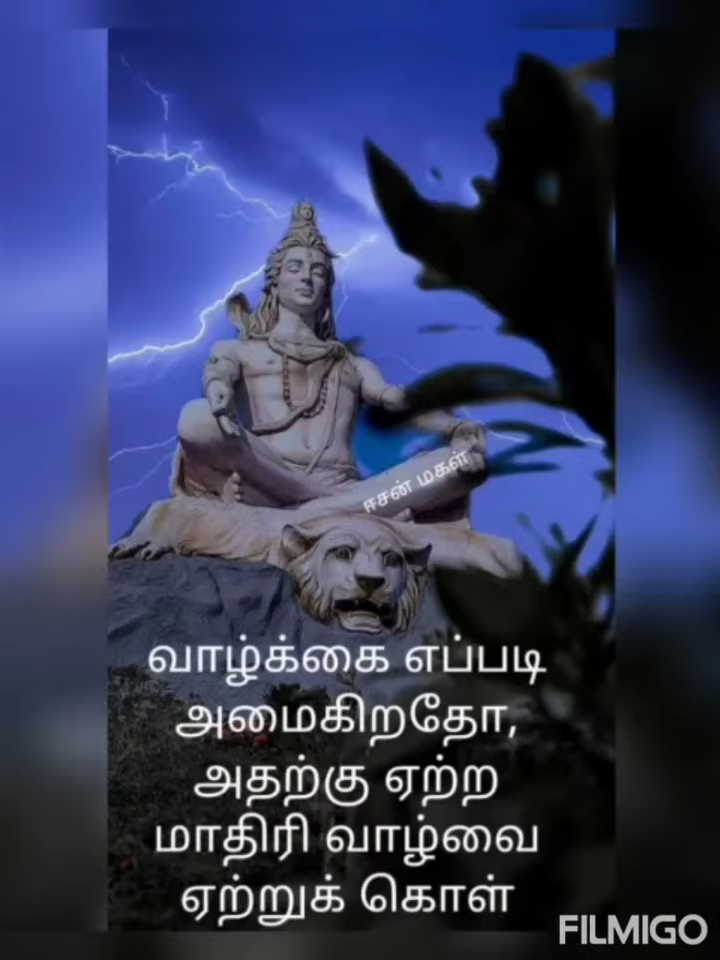 ஈசன் மகள்
வாழ்க்கை எப்படி
அமைகிறதோ,
அதற்கு ஏற்ற
மாதிரி வாழ்வை
ஏற்றுக் கொள்
FILMIGO